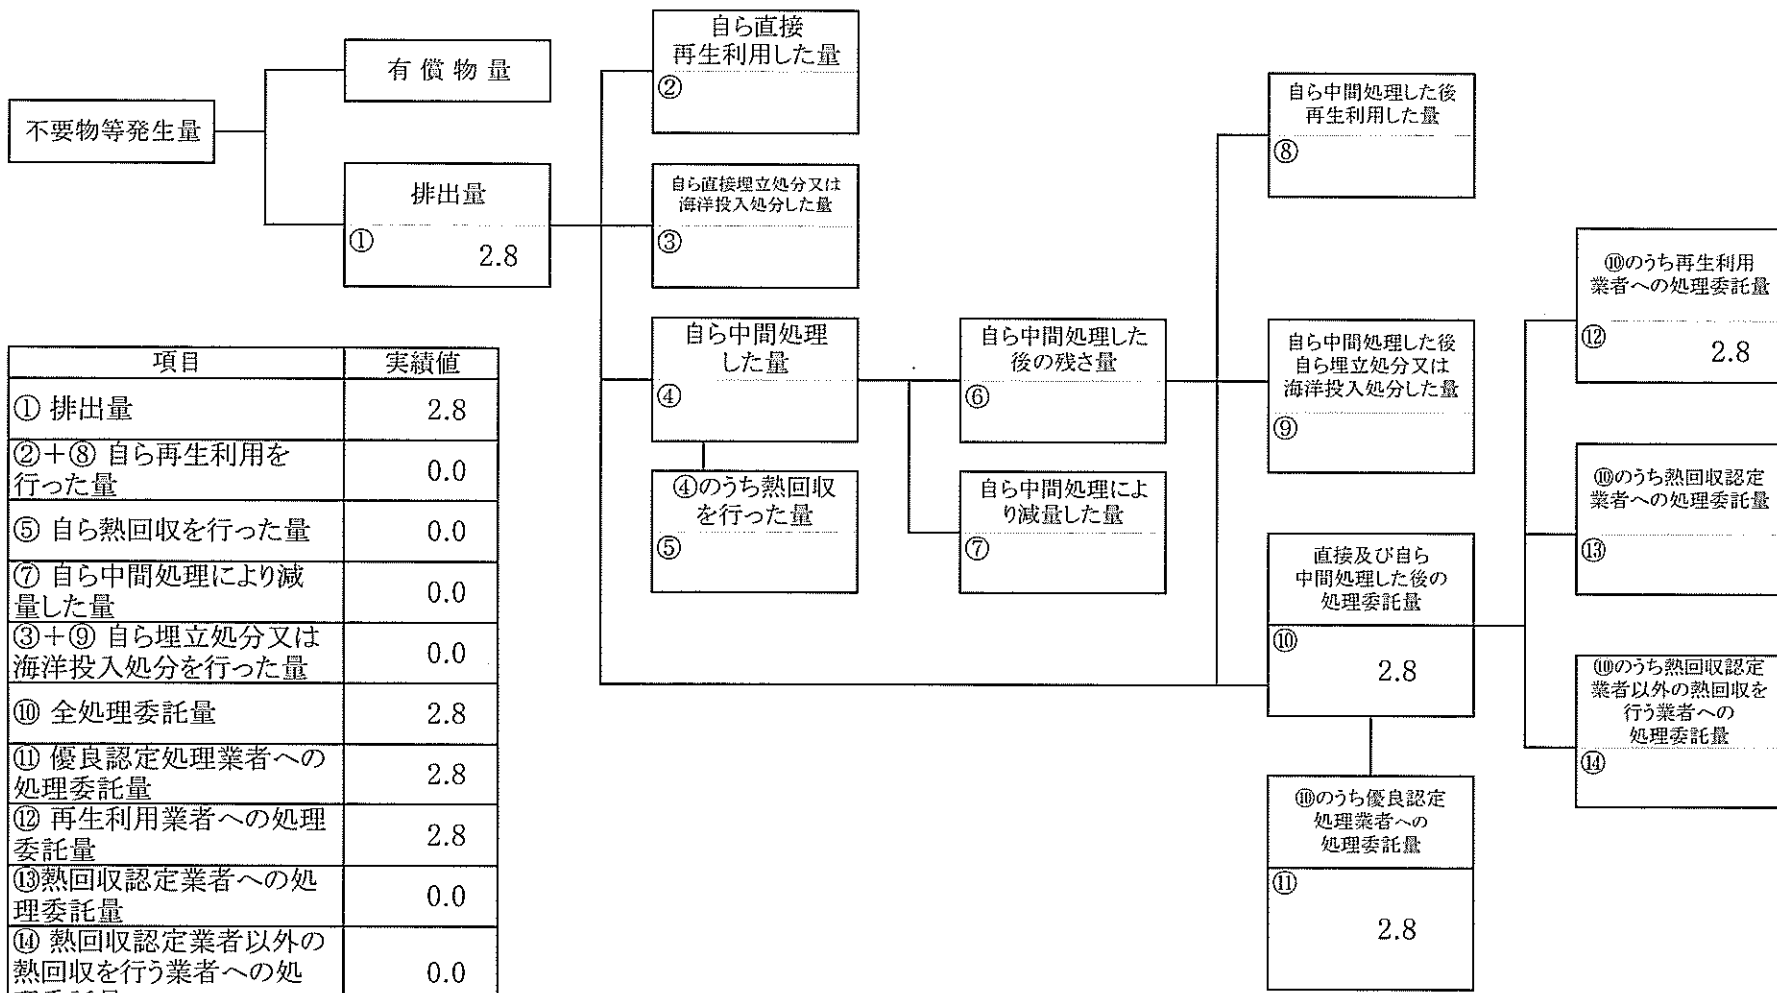 不要物等発生量
有償物量
排出量
①
2.8
自ら直接
再生利用した量
②
自ら直接埋立処分又は
海洋投入処分した量
③
自ら中間処理
した量
④
④のうち熱回収
を行った量
⑤
自ら中間処理した
後の残さ量
⑥
自ら中間処理によ
り減量した量
⑦
自ら中間処理した後
再生利用した量
⑧
自ら中間処理した後
自ら埋立処分又は
海洋投入処分した量
⑨
直接及び自ら
中間処理した後の
処理委託量
⑩
2.8
⑩のうち優良認定
処理業者への
処理委託量
⑪
2.8
⑩のうち再生利用
業者への処理委託量
⑫
2.8
⑩のうち熱回収認定
業者への処理委託量
⑬
⑩のうち熱回収認定
業者以外の熱回収を
行う業者への
処理委託量
⑭
項目 実績値
① 排出量 2.8
②+⑧ 自ら再生利用を
行った量 0.0
⑤ 自ら熱回収を行った量 0.0
⑦ 自ら中間処理により減
量した量 0.0
③+⑨ 自ら埋立処分又は
海洋投入処分を行った量 0.0
⑩ 全処理委託量 2.8
⑪ 優良認定処理業者への
処理委託量 2.8
⑫ 再生利用業者への処理
委託量 2.8
⑬熱回収認定業者への処
理委託量 0.0
⑭ 熱回収認定業者以外の
熱回収を行う業者への処 0.0